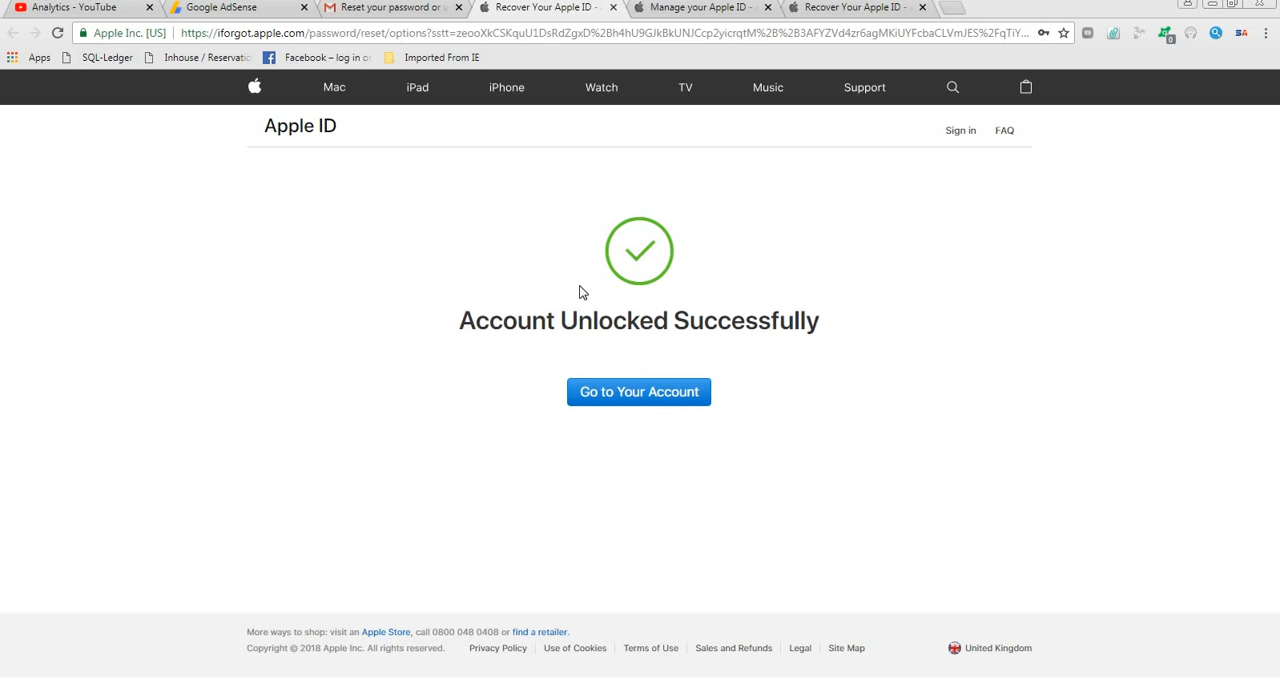 Analytics - YouTube
Google AdSense
Reset your password or u
Recover Your Apple ID -
Manage your Apple ID -
Recover Your Apple ID -
Apple Inc. [US]
Apps
SQL-Ledger
Inhouse / Reservatio
Facebook – log in or
Imported From IE
Mac
iPad
iPhone
Watch
TV
Music
Support
Apple ID
Sign in
FAQ
Account Unlocked Successfully
Go to Your Account
More ways to shop: visit an Apple Store, call 0800 048 0408 or find a retailer.
Copyright © 2018 Apple Inc. All rights reserved.
Privacy Policy
Use of Cookies
Terms of Use
Sales and Refunds
Legal
Site Map
United Kingdom